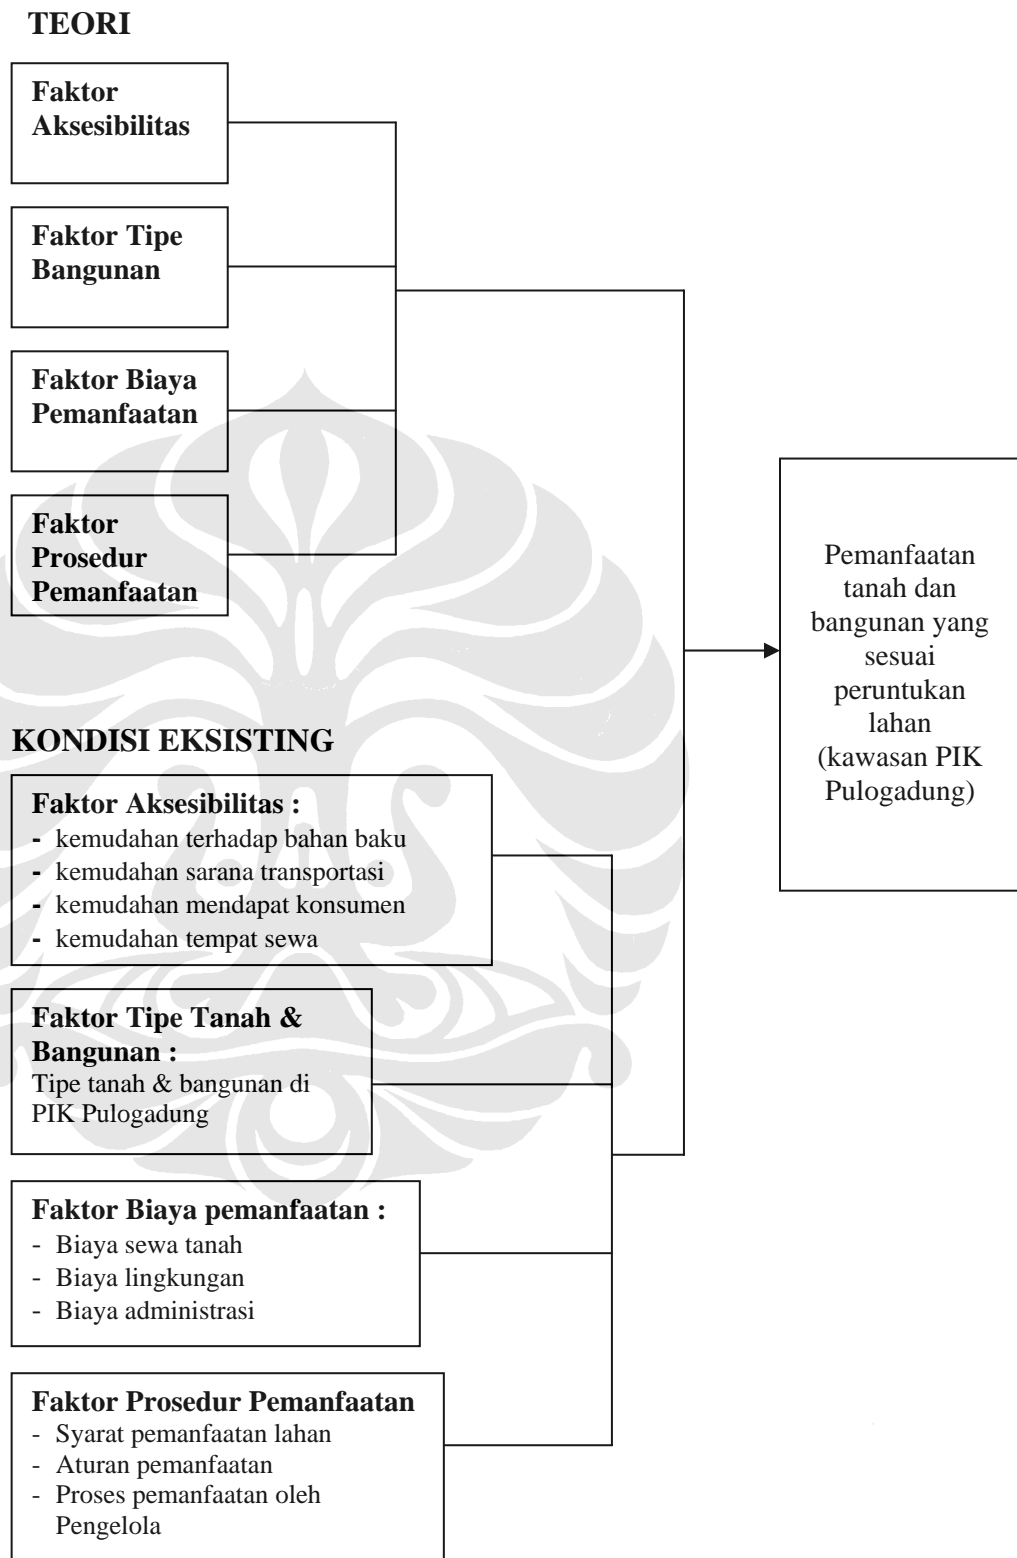 TEORI
Faktor
Aksesibilitas
Faktor Tipe
Bangunan
Faktor Biaya
Pemanfaatan
Faktor
Prosedur
Pemanfaatan
Pemanfaatan
tanah dan
bangunan yang
sesuai
peruntukan
lahan
(kawasan PIK
Pulogadung)
KONDISI EKSISTING
Faktor Aksesibilitas :
- kemudahan terhadap bahan baku
- kemudahan sarana transportasi
- kemudahan mendapat konsumen
- kemudahan tempat sewa
Faktor Tipe Tanah &
Bangunan :
Tipe tanah & bangunan di
PIK Pulogadung
Faktor Biaya pemanfaatan :
- Biaya sewa tanah
- Biaya lingkungan
- Biaya administrasi
Faktor Prosedur Pemanfaatan
- Syarat pemanfaatan lahan
- Aturan pemanfaatan
- Proses pemanfaatan oleh
Pengelola